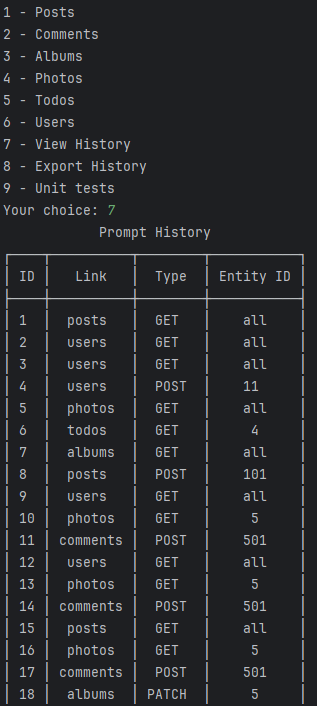 1 - Posts
2 - Comments
3 - Albums
4 - Photos
5 - Todos
6 - Users
7 - View History
8 - Export History
9 - Unit tests
Your choice: 7
Prompt History
ID Link Type Entity ID
1 posts GET all
2 users GET all
3 users GET all
4 users POST 11
5 photos GET all
6 todos GET 4
7 albums GET all
8 posts POST 101
9 users GET all
10 photos GET 5
11 comments POST 501
12 users GET all
13 photos GET 5
14 comments POST 501
15 posts GET all
16 photos GET 5
17 comments POST 501
18 albums PATCH 5